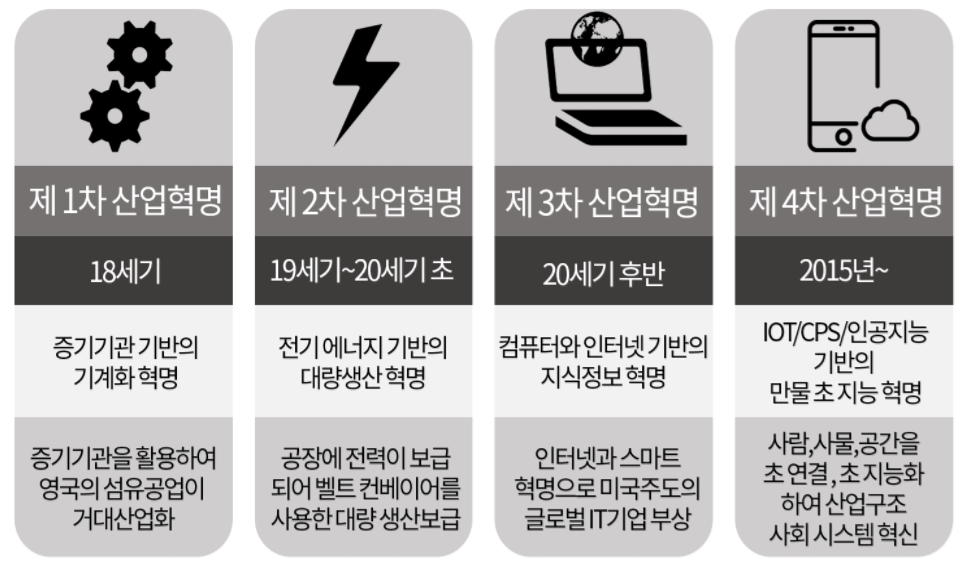 제 1차 산업혁명
18세기
증기기관 기반의
기계화 혁명
증기기관을 활용하여
영국의 섬유공업이
거대산업화
제 2차 산업혁명
19세기~20세기 초
전기 에너지 기반의
대량생산 혁명
공장에 전력이 보급
되어 벨트 컨베이어를
사용한 대량 생산보급
제 3차 산업혁명
20세기 후반
컴퓨터와 인터넷 기반의
지식정보 혁명
인터넷과 스마트
혁명으로 미국주도의
글로벌 IT기업 부상
제 4차 산업혁명
2015년~
IOT/CPS/인공지능
기반의
만물 초 지능 혁명
사람,사물,공간을
초 연결, 초 지능화
하여 산업구조
사회 시스템 혁신